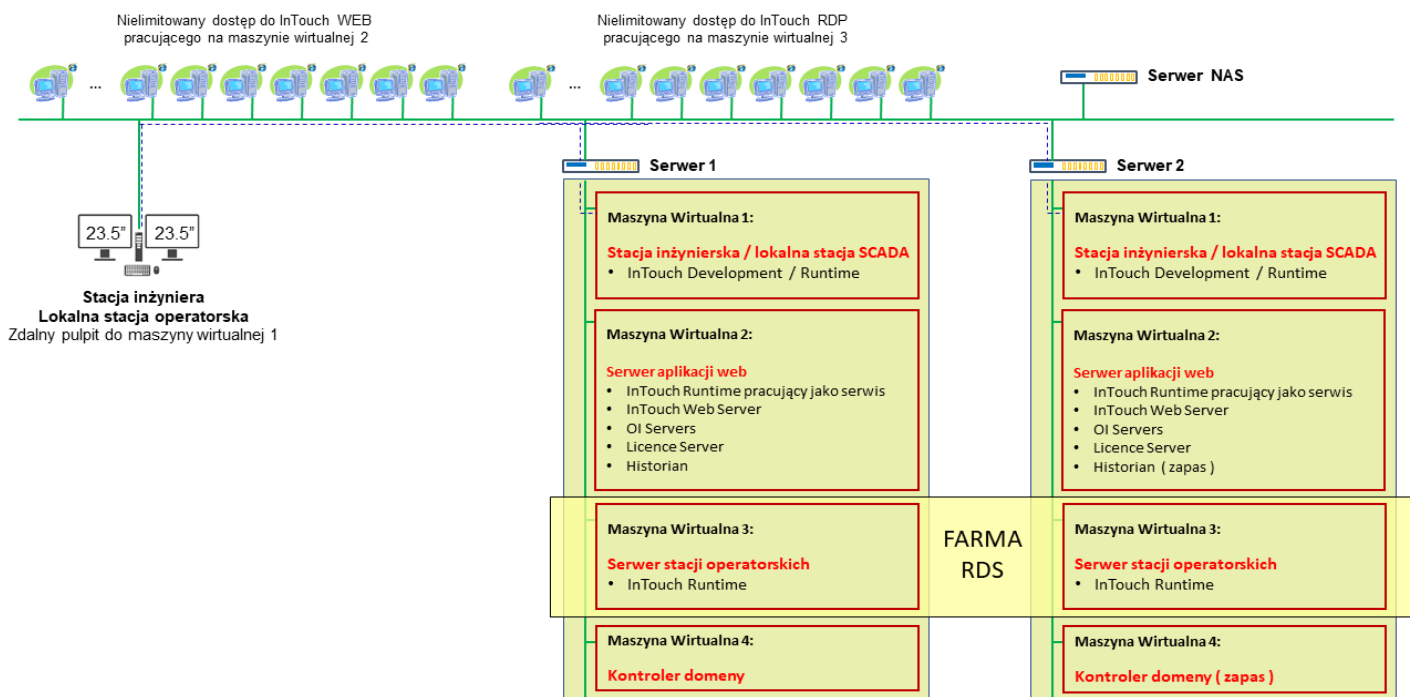 Nielimitowany dostęp do InTouch WEB
pracującego na maszynie wirtualnej 2
Nielimitowany dostęp do InTouch RDP
pracującego na maszynie wirtualnej 3
...
...
Serwer NAS
Serwer 1
Serwer 2
23.5”
23.5”
Stacja inżyniera
Lokalna stacja operatorska
Zdalny pulpit do maszyny wirtualnej 1
Maszyna Wirtualna 1:
Stacja inżynierska / lokalna stacja SCADA
• InTouch Development / Runtime
Maszyna Wirtualna 2:
Serwer aplikacji web
• InTouch Runtime pracujący jako serwis
• InTouch Web Server
• OI Servers
• Licence Server
• Historian
Maszyna Wirtualna 3:
Serwer stacji operatorskich
• InTouch Runtime
Maszyna Wirtualna 4:
Kontroler domeny
FARMA
RDS
Maszyna Wirtualna 1:
Stacja inżynierska / lokalna stacja SCADA
• InTouch Development / Runtime
Maszyna Wirtualna 2:
Serwer aplikacji web
• InTouch Runtime pracujący jako serwis
• InTouch Web Server
• OI Servers
• Licence Server
• Historian ( zapas )
Maszyna Wirtualna 3:
Serwer stacji operatorskich
• InTouch Runtime
Maszyna Wirtualna 4:
Kontroler domeny ( zapas )